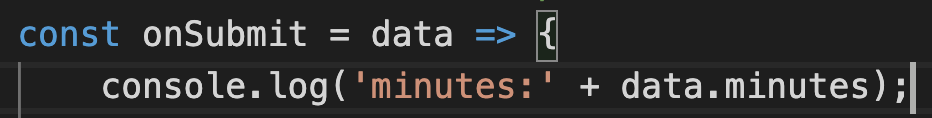 const onSubmit = data => {
console.log('minutes:' + data.minutes);